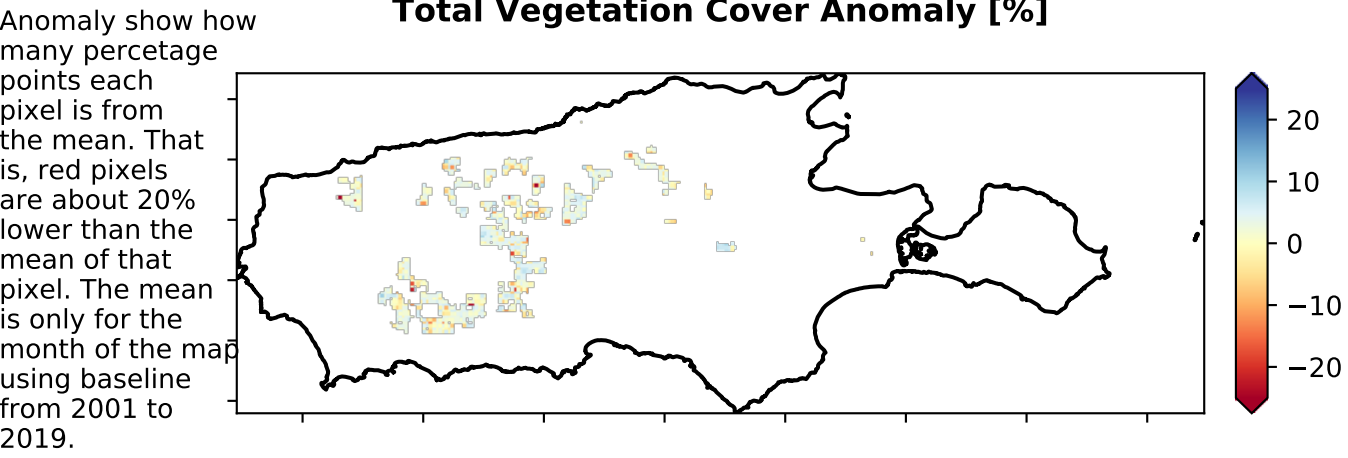 Total Vegetation Cover Anomaly [%]
Anomaly show how
many percetage
points each
pixel is from
the mean. That
is, red pixels
are about 20%
lower than the
mean of that
pixel. The mean
is only for the
month of the map
using baseline
from 2001 to
2019.
20
10
0
−10
−20